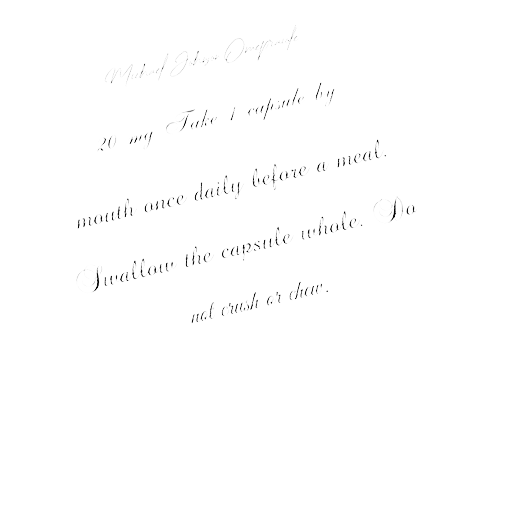 Michael Johnson Omeprazole
20 mg Take 1 capsule by
mouth once daily before a meal.
Swallow the capsule whole. Do
not crush or chew.